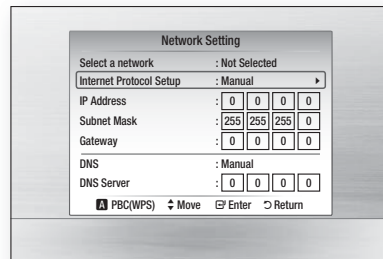 Network Setting
Select a network : Not Selected
Internet Protocol Setup : Manual
IP Address : 0 0 0 0
Subnet Mask : 255 255 255 0
Gateway : 0 0 0 0
DNS : Manual
DNS Server : 0 0 0 0
A PBC(WPS) Move Enter Return